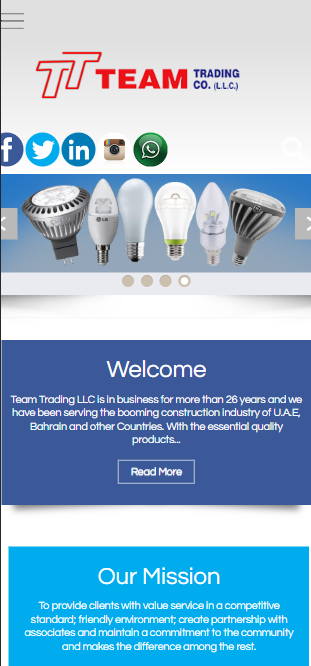 TEAM TRADING
CO. (L.L.C.)
LG
Welcome
Team Trading LLC is in business for more than 26 years and we
have been serving the booming construction industry of U.A.E,
Bahrain and other Countries. With the essential quality
products...
Read More
Our Mission
To provide clients with value service in a competitive
standard; friendly environment; create partnership with
associates and maintain a commitment to the community
and makes the difference among the rest.